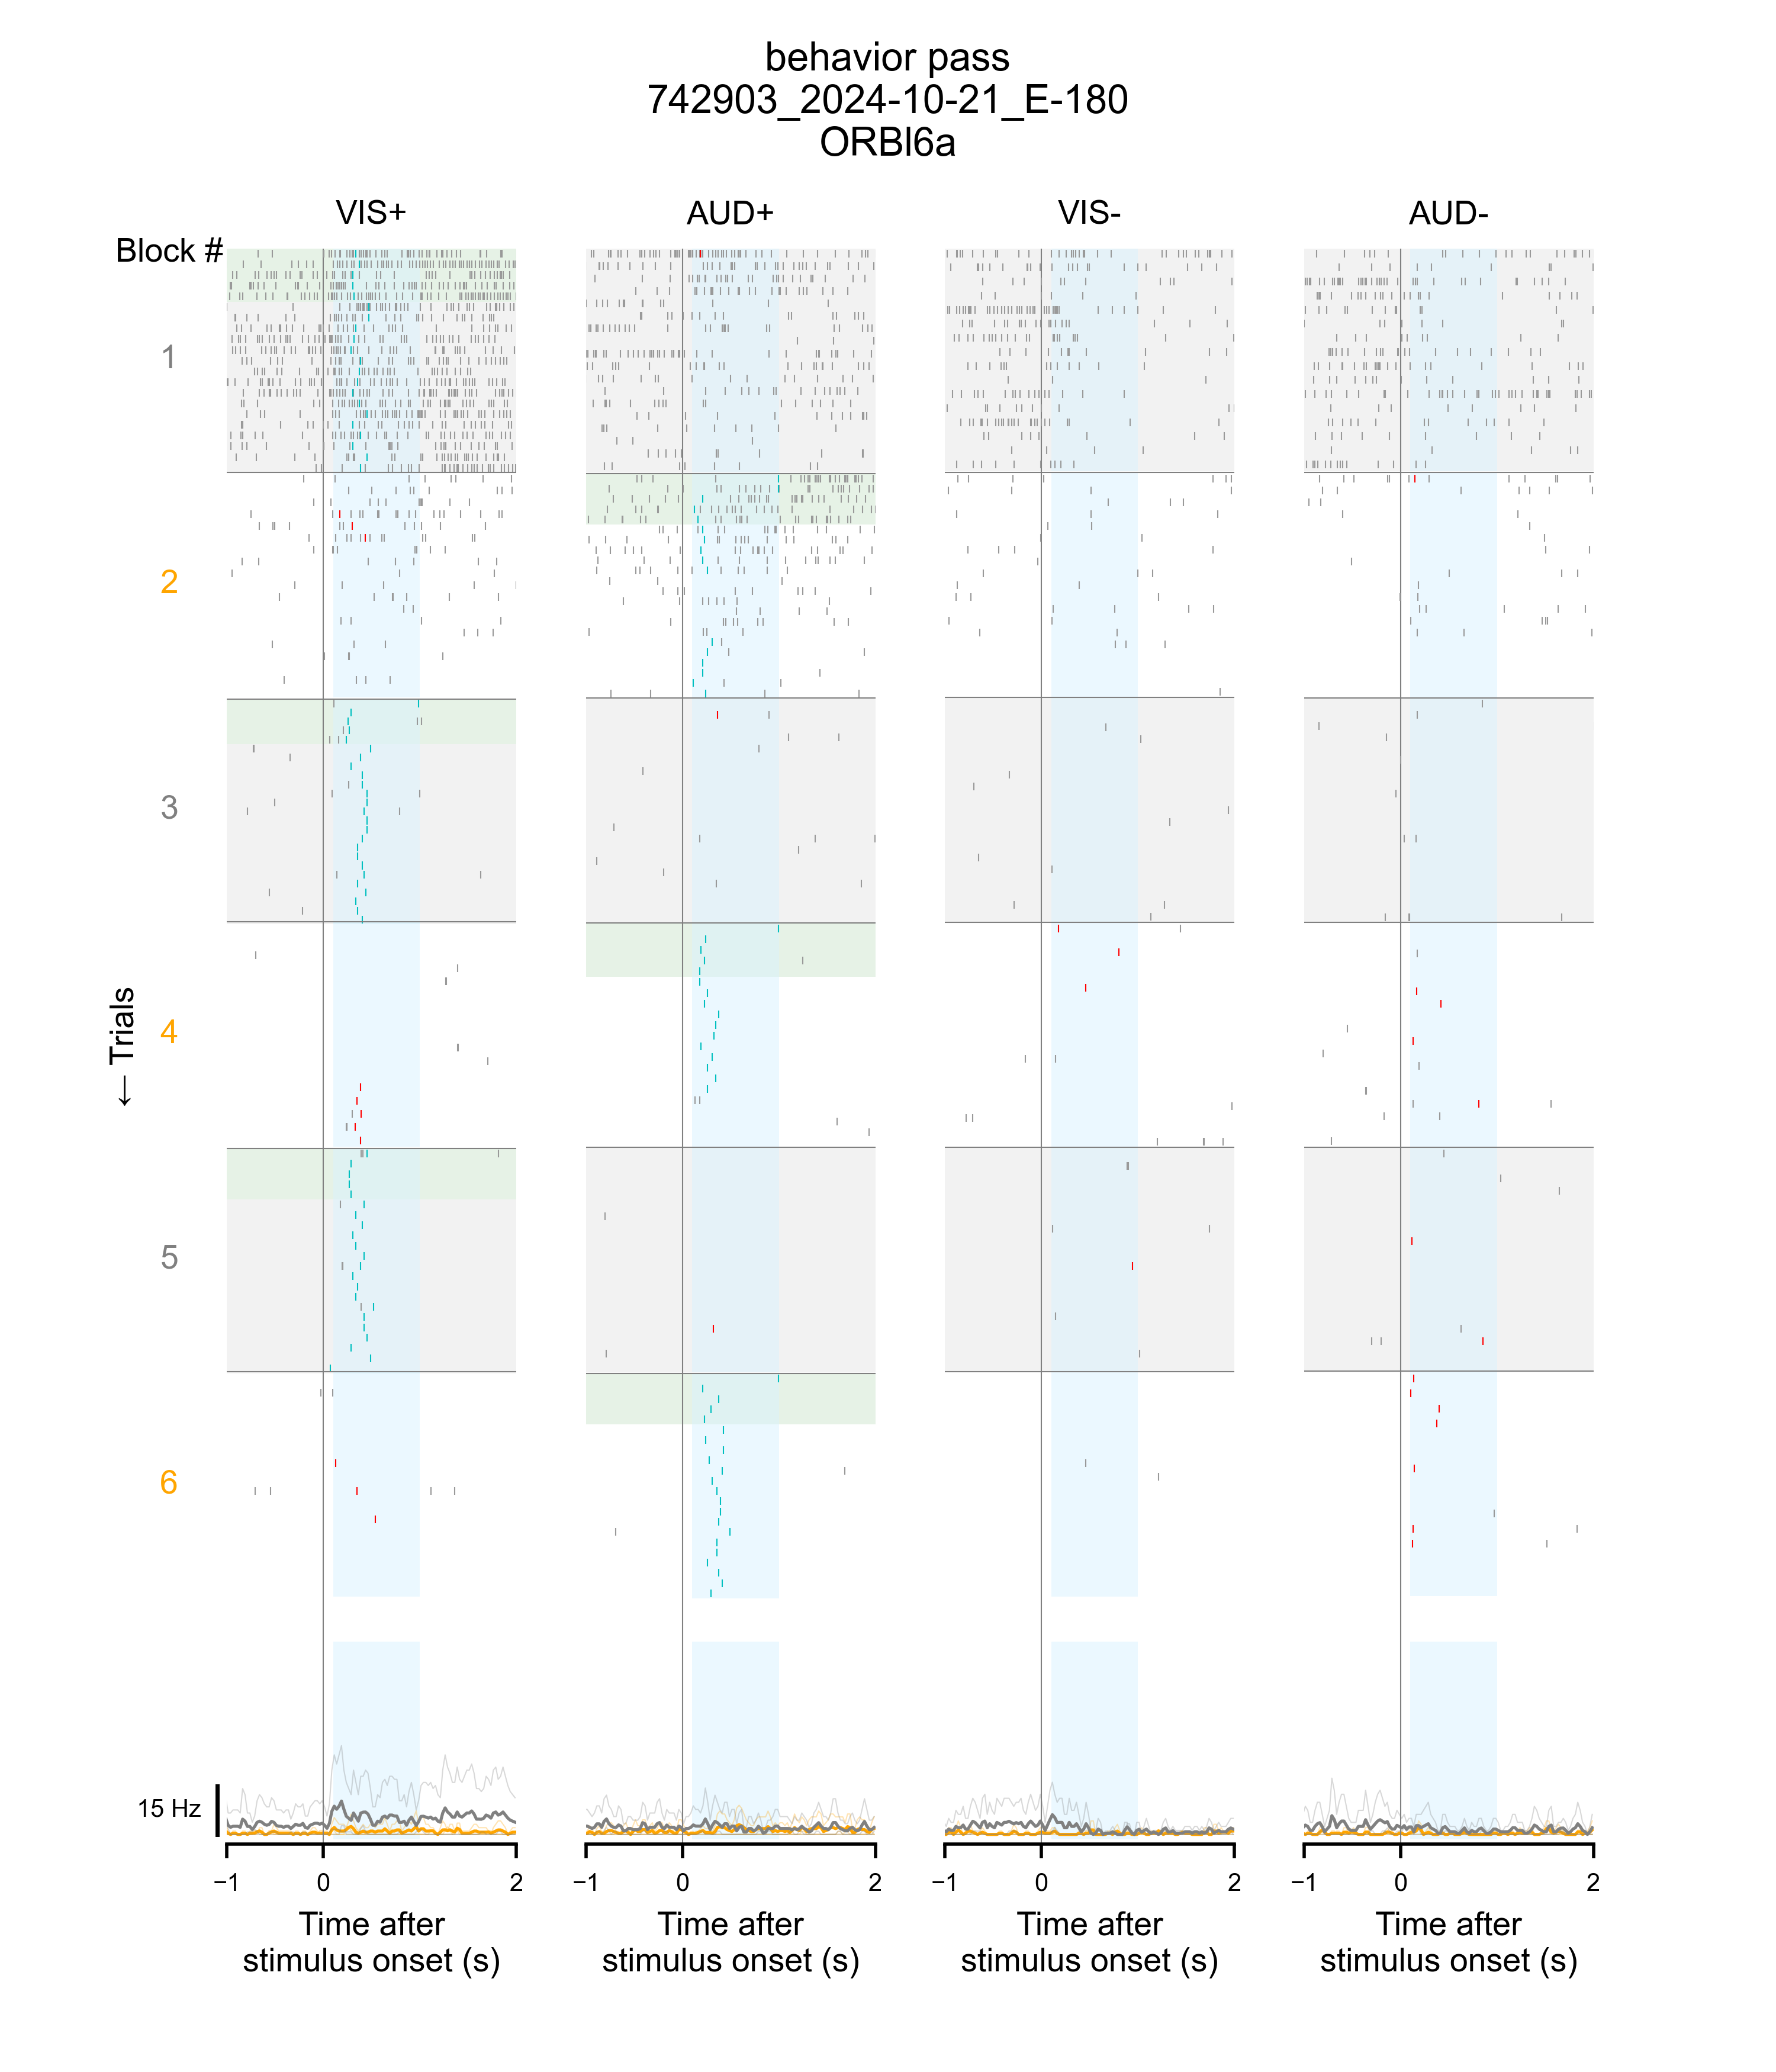 behavior pass
742903_2024-10-21_E-180
ORBl6a
VIS+ AUD+ VIS- AUD-
Block #
1
2
3
4
5
6
← Trials
15 Hz
−1 0 2 −1 0 2 −1 0 2 −1 0 2
Time after Time after Time after Time after
stimulus onset (s) stimulus onset (s) stimulus onset (s) stimulus onset (s)